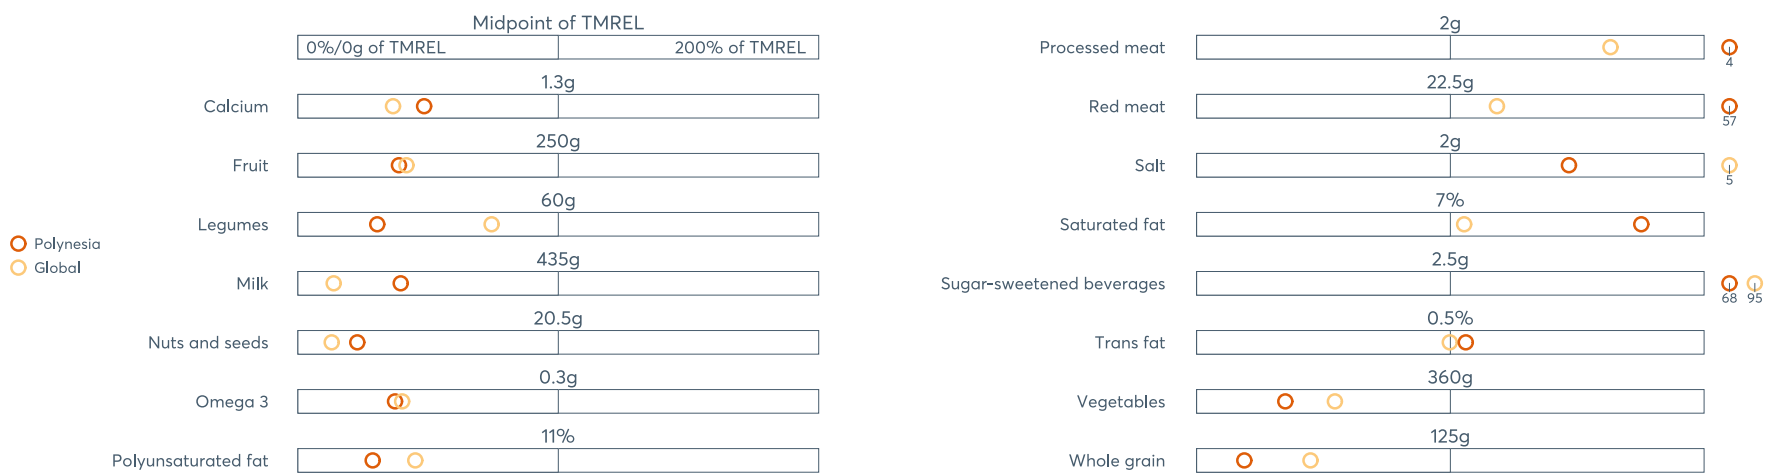 Midpoint of TMREL
0%/0g of TMREL 200% of TMREL
1.3g
Calcium
250g
Fruit
60g
Legumes
435g
Milk
20.5g
Nuts and seeds
0.3g
Omega 3
11%
Polyunsaturated fat
Polynesia
Global
2g
Processed meat
4
22.5g
Red meat
57
2g
Salt
5
7%
Saturated fat
2.5g
Sugar-sweetened beverages
68 95
0.5%
Trans fat
360g
Vegetables
125g
Whole grain